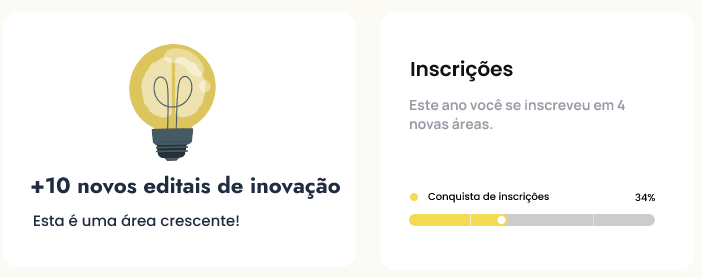 +10 novos editais de inovação
Esta é uma área crescente!
Inscrições
Este ano você se inscreveu em 4
novas áreas.
Conquista de inscrições
34%